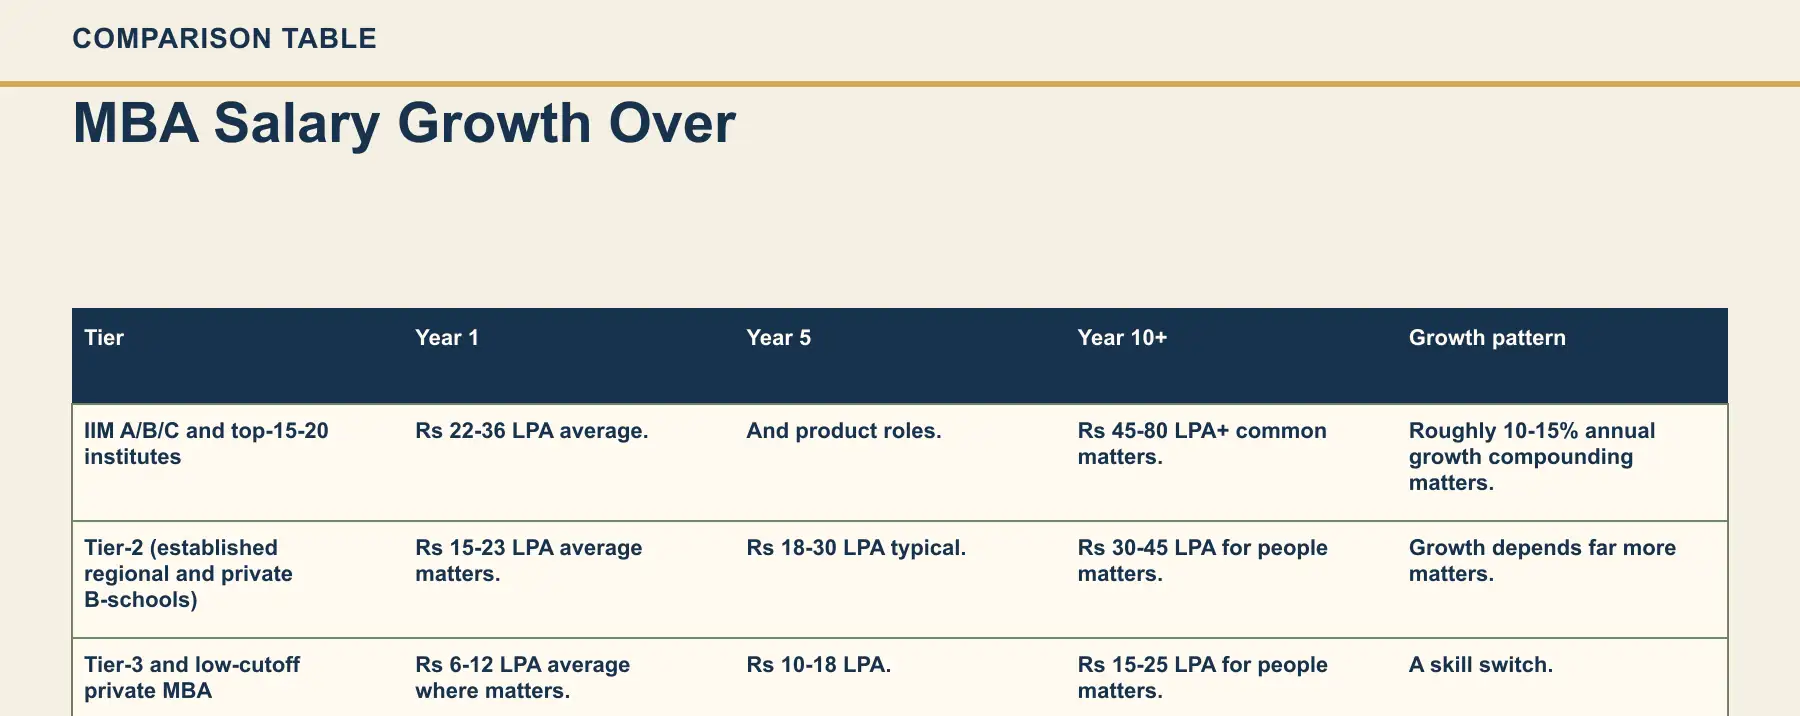 COMPARISON TABLE
MBA Salary Growth Over
Tier
Year 1
Year 5
Year 10+
Growth pattern
IIM A/B/C and top-15-20
institutes
Rs 22-36 LPA average.
And product roles.
Rs 45-80 LPA+ common
matters.
Roughly 10-15% annual
growth compounding
matters.
Tier-2 (established
regional and private
B-schools)
Rs 15-23 LPA average
matters.
Rs 18-30 LPA typical.
Rs 30-45 LPA for people
matters.
Growth depends far more
matters.
Tier-3 and low-cutoff
private MBA
Rs 6-12 LPA average
where matters.
Rs 10-18 LPA.
Rs 15-25 LPA for people
matters.
A skill switch.